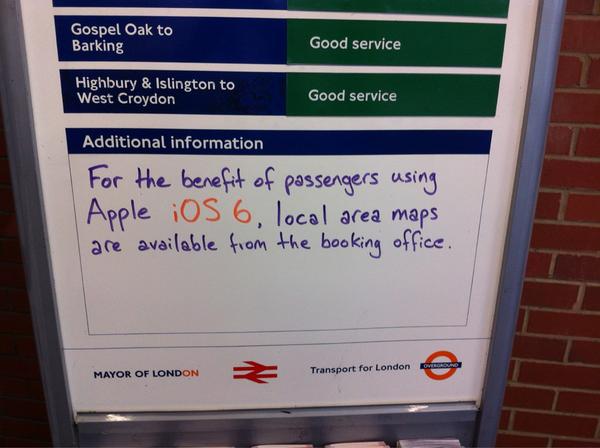 Gospel Oak to
Barking
Good service
Highbury & Islington to
West Croydon
Good service
Additional information
For the benefit of passengers using
Apple iOS 6, local area maps
are available from the booking office.
MAYOR OF LONDON
Transport for London
OVERGROUND